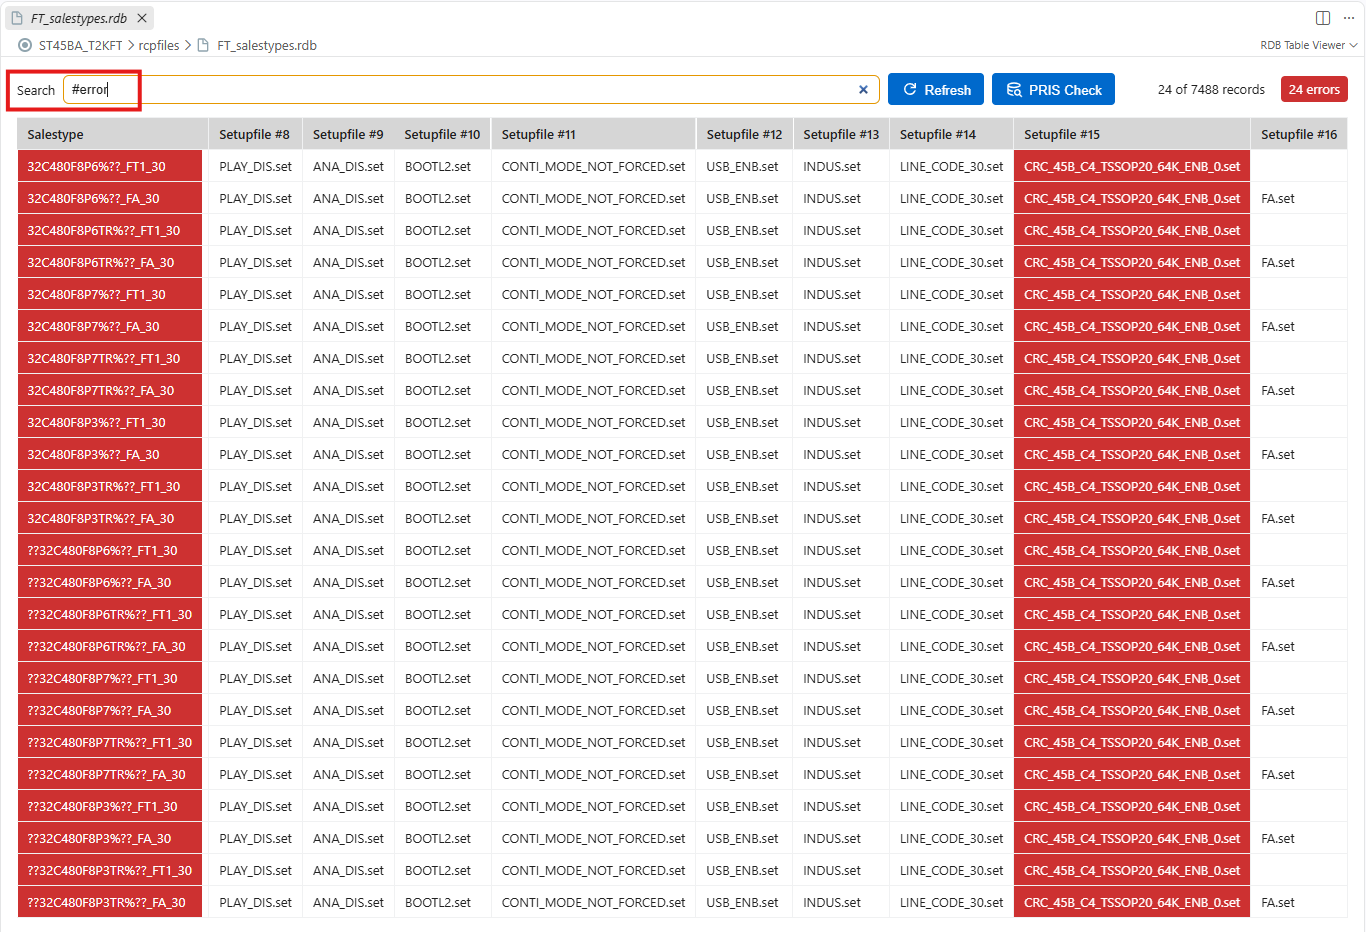 FT_salestypes.rdb
ST45BA_T2KFT > rcpfiles > FT_salestypes.rdb RDB Table Viewer
Search #error Refresh PRIS Check 24 of 7488 records 24 errors
Salestype Setupfile #8 Setupfile #9 Setupfile #10 Setupfile #11 Setupfile #12 Setupfile #13 Setupfile #14 Setupfile #15 Setupfile #16
32C480F8P6%??_FT1_30 PLAY_DIS.set ANA_DIS.set BOOTL2.set CONTI_MODE_NOT_FORCED.set USB_ENB.set INDUS.set LINE_CODE_30.set CRC_45B_C4_TSSOP20_64K_ENB_0.set
32C480F8P6%??_FA_30 PLAY_DIS.set ANA_DIS.set BOOTL2.set CONTI_MODE_NOT_FORCED.set USB_ENB.set INDUS.set LINE_CODE_30.set CRC_45B_C4_TSSOP20_64K_ENB_0.set FA.set
32C480F8P6TR%??_FT1_30 PLAY_DIS.set ANA_DIS.set BOOTL2.set CONTI_MODE_NOT_FORCED.set USB_ENB.set INDUS.set LINE_CODE_30.set CRC_45B_C4_TSSOP20_64K_ENB_0.set
32C480F8P6TR%??_FA_30 PLAY_DIS.set ANA_DIS.set BOOTL2.set CONTI_MODE_NOT_FORCED.set USB_ENB.set INDUS.set LINE_CODE_30.set CRC_45B_C4_TSSOP20_64K_ENB_0.set FA.set
32C480F8P7%??_FT1_30 PLAY_DIS.set ANA_DIS.set BOOTL2.set CONTI_MODE_NOT_FORCED.set USB_ENB.set INDUS.set LINE_CODE_30.set CRC_45B_C4_TSSOP20_64K_ENB_0.set
32C480F8P7%??_FA_30 PLAY_DIS.set ANA_DIS.set BOOTL2.set CONTI_MODE_NOT_FORCED.set USB_ENB.set INDUS.set LINE_CODE_30.set CRC_45B_C4_TSSOP20_64K_ENB_0.set FA.set
32C480F8P7TR%??_FT1_30 PLAY_DIS.set ANA_DIS.set BOOTL2.set CONTI_MODE_NOT_FORCED.set USB_ENB.set INDUS.set LINE_CODE_30.set CRC_45B_C4_TSSOP20_64K_ENB_0.set
32C480F8P7TR%??_FA_30 PLAY_DIS.set ANA_DIS.set BOOTL2.set CONTI_MODE_NOT_FORCED.set USB_ENB.set INDUS.set LINE_CODE_30.set CRC_45B_C4_TSSOP20_64K_ENB_0.set FA.set
32C480F8P3%??_FT1_30 PLAY_DIS.set ANA_DIS.set BOOTL2.set CONTI_MODE_NOT_FORCED.set USB_ENB.set INDUS.set LINE_CODE_30.set CRC_45B_C4_TSSOP20_64K_ENB_0.set
32C480F8P3%??_FA_30 PLAY_DIS.set ANA_DIS.set BOOTL2.set CONTI_MODE_NOT_FORCED.set USB_ENB.set INDUS.set LINE_CODE_30.set CRC_45B_C4_TSSOP20_64K_ENB_0.set FA.set
32C480F8P3TR%??_FT1_30 PLAY_DIS.set ANA_DIS.set BOOTL2.set CONTI_MODE_NOT_FORCED.set USB_ENB.set INDUS.set LINE_CODE_30.set CRC_45B_C4_TSSOP20_64K_ENB_0.set
32C480F8P3TR%??_FA_30 PLAY_DIS.set ANA_DIS.set BOOTL2.set CONTI_MODE_NOT_FORCED.set USB_ENB.set INDUS.set LINE_CODE_30.set CRC_45B_C4_TSSOP20_64K_ENB_0.set FA.set
??32C480F8P6%??_FT1_30 PLAY_DIS.set ANA_DIS.set BOOTL2.set CONTI_MODE_NOT_FORCED.set USB_ENB.set INDUS.set LINE_CODE_30.set CRC_45B_C4_TSSOP20_64K_ENB_0.set
??32C480F8P6%??_FA_30 PLAY_DIS.set ANA_DIS.set BOOTL2.set CONTI_MODE_NOT_FORCED.set USB_ENB.set INDUS.set LINE_CODE_30.set CRC_45B_C4_TSSOP20_64K_ENB_0.set FA.set
??32C480F8P6TR%??_FT1_30 PLAY_DIS.set ANA_DIS.set BOOTL2.set CONTI_MODE_NOT_FORCED.set USB_ENB.set INDUS.set LINE_CODE_30.set CRC_45B_C4_TSSOP20_64K_ENB_0.set
??32C480F8P6TR%??_FA_30 PLAY_DIS.set ANA_DIS.set BOOTL2.set CONTI_MODE_NOT_FORCED.set USB_ENB.set INDUS.set LINE_CODE_30.set CRC_45B_C4_TSSOP20_64K_ENB_0.set FA.set
??32C480F8P7%??_FT1_30 PLAY_DIS.set ANA_DIS.set BOOTL2.set CONTI_MODE_NOT_FORCED.set USB_ENB.set INDUS.set LINE_CODE_30.set CRC_45B_C4_TSSOP20_64K_ENB_0.set
??32C480F8P7%??_FA_30 PLAY_DIS.set ANA_DIS.set BOOTL2.set CONTI_MODE_NOT_FORCED.set USB_ENB.set INDUS.set LINE_CODE_30.set CRC_45B_C4_TSSOP20_64K_ENB_0.set FA.set
??32C480F8P7TR%??_FT1_30 PLAY_DIS.set ANA_DIS.set BOOTL2.set CONTI_MODE_NOT_FORCED.set USB_ENB.set INDUS.set LINE_CODE_30.set CRC_45B_C4_TSSOP20_64K_ENB_0.set
??32C480F8P7TR%??_FA_30 PLAY_DIS.set ANA_DIS.set BOOTL2.set CONTI_MODE_NOT_FORCED.set USB_ENB.set INDUS.set LINE_CODE_30.set CRC_45B_C4_TSSOP20_64K_ENB_0.set FA.set
??32C480F8P3%??_FT1_30 PLAY_DIS.set ANA_DIS.set BOOTL2.set CONTI_MODE_NOT_FORCED.set USB_ENB.set INDUS.set LINE_CODE_30.set CRC_45B_C4_TSSOP20_64K_ENB_0.set
??32C480F8P3%??_FA_30 PLAY_DIS.set ANA_DIS.set BOOTL2.set CONTI_MODE_NOT_FORCED.set USB_ENB.set INDUS.set LINE_CODE_30.set CRC_45B_C4_TSSOP20_64K_ENB_0.set FA.set
??32C480F8P3TR%??_FT1_30 PLAY_DIS.set ANA_DIS.set BOOTL2.set CONTI_MODE_NOT_FORCED.set USB_ENB.set INDUS.set LINE_CODE_30.set CRC_45B_C4_TSSOP20_64K_ENB_0.set
??32C480F8P3TR%??_FA_30 PLAY_DIS.set ANA_DIS.set BOOTL2.set CONTI_MODE_NOT_FORCED.set USB_ENB.set INDUS.set LINE_CODE_30.set CRC_45B_C4_TSSOP20_64K_ENB_0.set FA.set